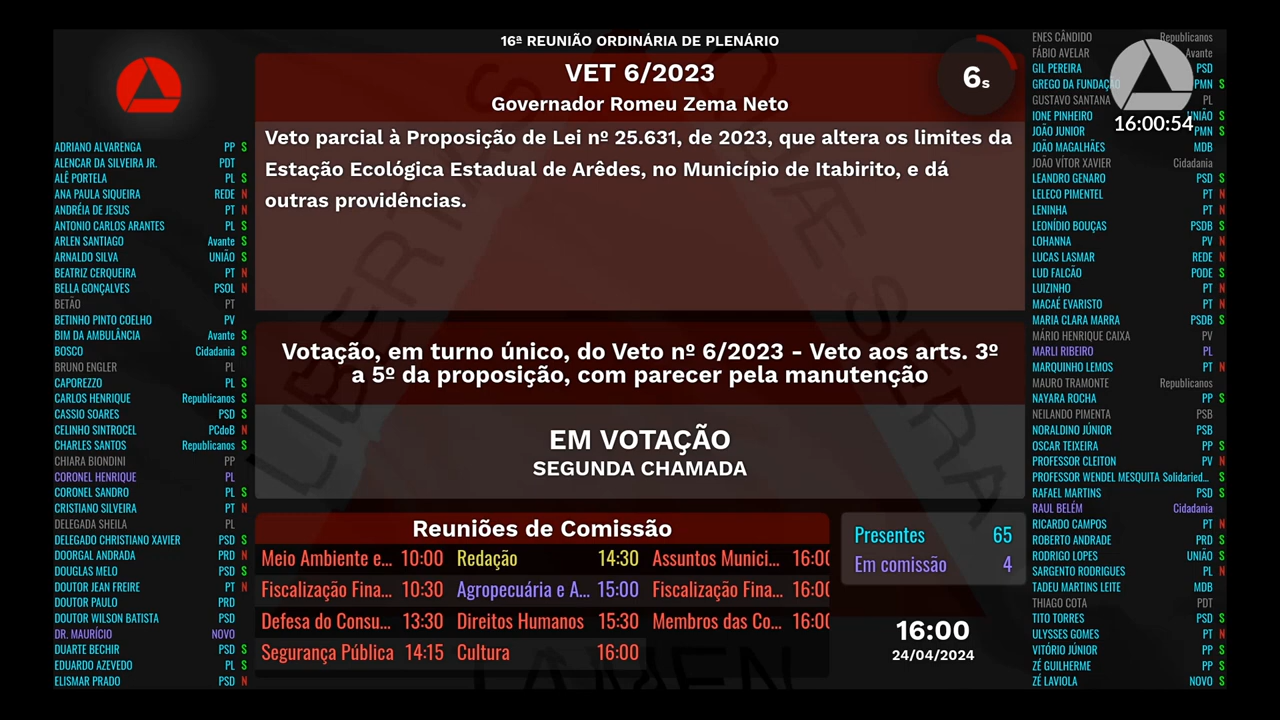 16ª REUNIÃO ORDINÁRIA DE PLENÁRIO
VET 6/2023
Governador Romeu Zema Neto
6s
Veto parcial à Proposição de Lei nº 25.631, de 2023, que altera os limites da
Estação Ecológica Estadual de Arêdes, no Município de Itabirito, e dá
outras providências.
Votação, em turno único, do Veto nº 6/2023 - Veto aos arts. 3º
a 5º da proposição, com parecer pela manutenção
EM VOTAÇÃO
SEGUNDA CHAMADA
Reuniões de Comissão
Meio Ambiente e... 10:00 Redação 14:30 Assuntos Munici... 16:00
Fiscalização Fina... 10:30 Agropecuária e A... 15:00 Fiscalização Fina... 16:00
Defesa do Consu... 13:30 Direitos Humanos 15:30 Membros das Co... 16:00
Segurança Pública 14:15 Cultura 16:00
Presentes 65
Em comissão 4
16:00
24/04/2024
ADRIANO ALVARENGA PP S
ALENCAR DA SILVEIRA JR. PDT
ALÊ PORTELA PL S
ANA PAULA SIQUEIRA REDE N
ANDRÉIA DE JESUS PT N
ANTONIO CARLOS ARANTES PL S
ARLEN SANTIAGO Avante S
ARNALDO SILVA UNIÃO S
BEATRIZ CERQUEIRA PT N
BELLA GONÇALVES PSOL N
BETÃO PT
BETINHO PINTO COELHO PV
BIM DA AMBULÂNCIA Avante S
BOSCO Cidadania S
BRUNO ENGLER PL
CAPOREZZO PL S
CARLOS HENRIQUE Republicanos S
CASSIO SOARES PSD S
CELINHO SINTROCEL PCdoB N
CHARLES SANTOS Republicanos S
CHIARA BIONDINI PP
CORONEL HENRIQUE PL
CORONEL SANDRO PL S
CRISTIANO SILVEIRA PT N
DELEGADA SHEILA PL
DELEGADO CHRISTIANO XAVIER PSD S
DOORGAL ANDRADA PRD N
DOUGLAS MELO PSD S
DOUTOR JEAN FREIRE PT N
DOUTOR PAULO PRD
DOUTOR WILSON BATISTA PSD
DR. MAURÍCIO NOVO
DUARTE BECHIR PSD S
EDUARDO AZEVEDO PL S
ELISMAR PRADO PSD N
ENES CÂNDIDO Republicanos
FÁBIO AVELAR Avante
GIL PEREIRA PSD
GREGO DA FUNDAÇÃO PMN S
GUSTAVO SANTANA PL
IONE PINHEIRO UNIÃO S
JOÃO JUNIOR PMN S
16:00:54
JOÃO MAGALHÃES MDB
JOÃO VÍTOR XAVIER Cidadania
LEANDRO GENARO PSD S
LELECO PIMENTEL PT N
LENINHA PT N
LEONÍDIO BOUÇAS PSDB S
LOHANNA PV N
LUCAS LASMAR REDE N
LUD FALCÃO PODE S
LUIZINHO PT N
MACAÉ EVARISTO PT N
MARIA CLARA MARRA PSDB S
MÁRIO HENRIQUE CAIXA PV
MARLI RIBEIRO PL
MARQUINHO LEMOS PT N
MAURO TRAMONTE Republicanos
NAYARA ROCHA PP S
NEILANDO PIMENTA PSB
NORALDINO JÚNIOR PSB
OSCAR TEIXEIRA PP S
PROFESSOR CLEITON PV N
PROFESSOR WENDEL MESQUITA Solidaried... S
RAFAEL MARTINS PSD S
RAUL BELÉM Cidadania
RICARDO CAMPOS PT N
ROBERTO ANDRADE PRD S
RODRIGO LOPES UNIÃO S
SARGENTO RODRIGUES PL N
TADEU MARTINS LEITE MDB
THIAGO COTA PDT
TITO TORRES PSD S
ULYSSES GOMES PT N
VITÓRIO JÚNIOR PP S
ZÉ GUILHERME PP S
ZÉ LAVIOLA NOVO S